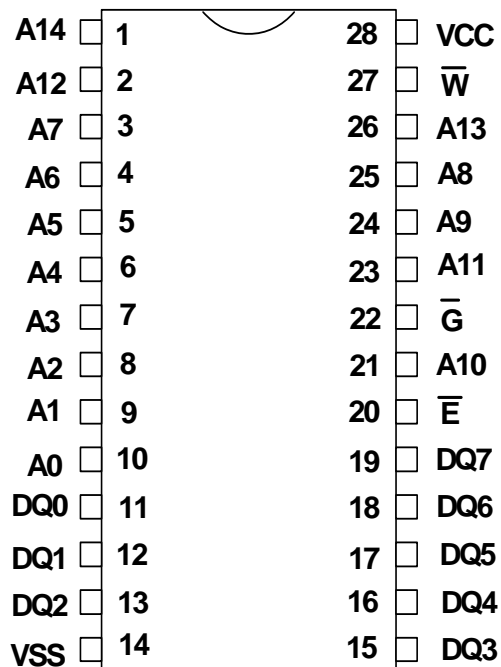 A14 1 28 VCC
A12 2 27 W̅
A7 3 26 A13
A6 4 25 A8
A5 5 24 A9
A4 6 23 A11
A3 7 22 G̅
A2 8 21 A10
A1 9 20 E̅
A0 10 19 DQ7
DQ0 11 18 DQ6
DQ1 12 17 DQ5
DQ2 13 16 DQ4
VSS 14 15 DQ3